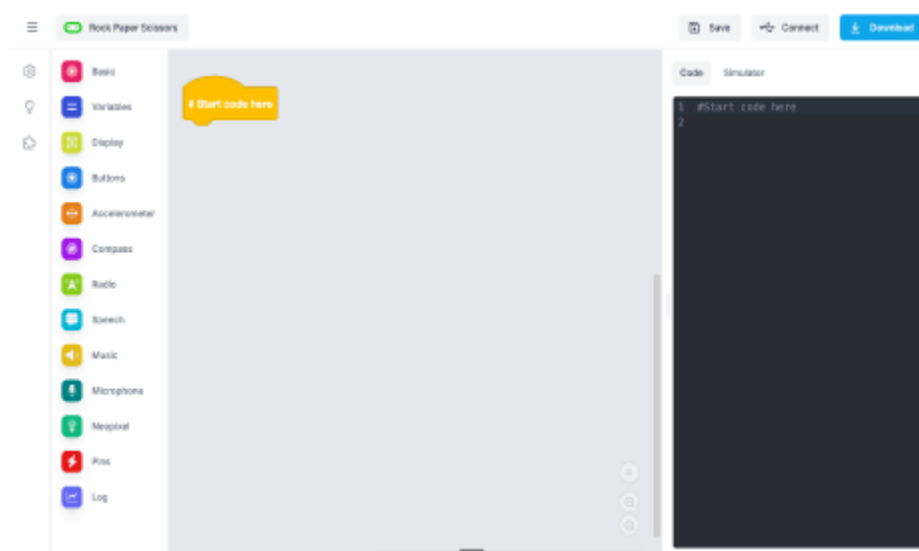 Rock Paper Scissors
Save
Connect
Download
Basic
Variables
Display
Buttons
Accelerometer
Compass
Radio
Speech
Music
Microphone
Neopixel
Pins
Log
# Start code here
Code
Simulator
1 #Start code here
2